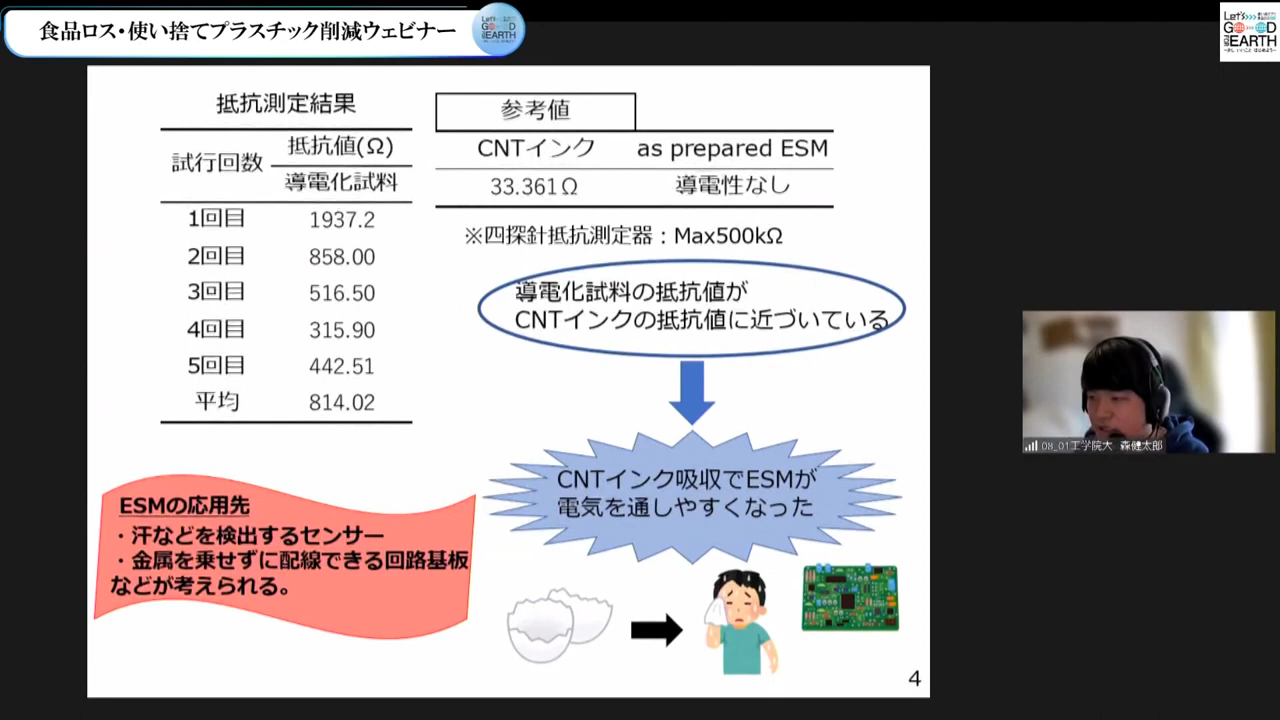 食品ロス・使い捨てプラスチック削減ウェビナー
Let's
GOOD
FOR EARTH
Let's
GOOD
FOR EARTH
抵抗測定結果
試行回数
抵抗値(Ω)
導電化試料
1回目 1937.2
2回目 858.00
3回目 516.50
4回目 315.90
5回目 442.51
平均 814.02
参考値
CNTインク as prepared ESM
33.361Ω 導電性なし
※四探針抵抗測定器：Max500kΩ
導電化試料の抵抗値が
CNTインクの抵抗値に近づいている
CNTインク吸収でESMが
電気を通しやすくなった
ESMの応用先
・汗などを検出するセンサー
・金属を乗せずに配線できる回路基板
などが考えられる。
4
08_01工学院大 森健太郎